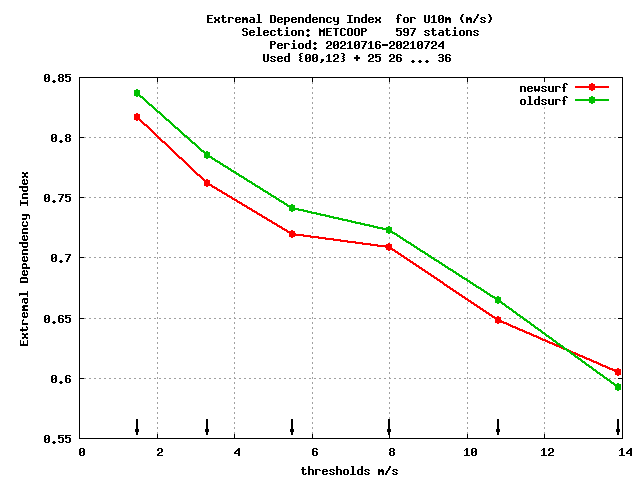 Extremal Dependency Index  for U10m (m/s)
Selection: METCOOP    597 stations
Period: 20210716-20210724
Used {00,12} + 25 26 ... 36
newsurf
oldsurf
0.85
0.8
0.75
0.7
0.65
0.6
0.55
Extremal Dependency Index
0 2 4 6 8 10 12 14
thresholds m/s